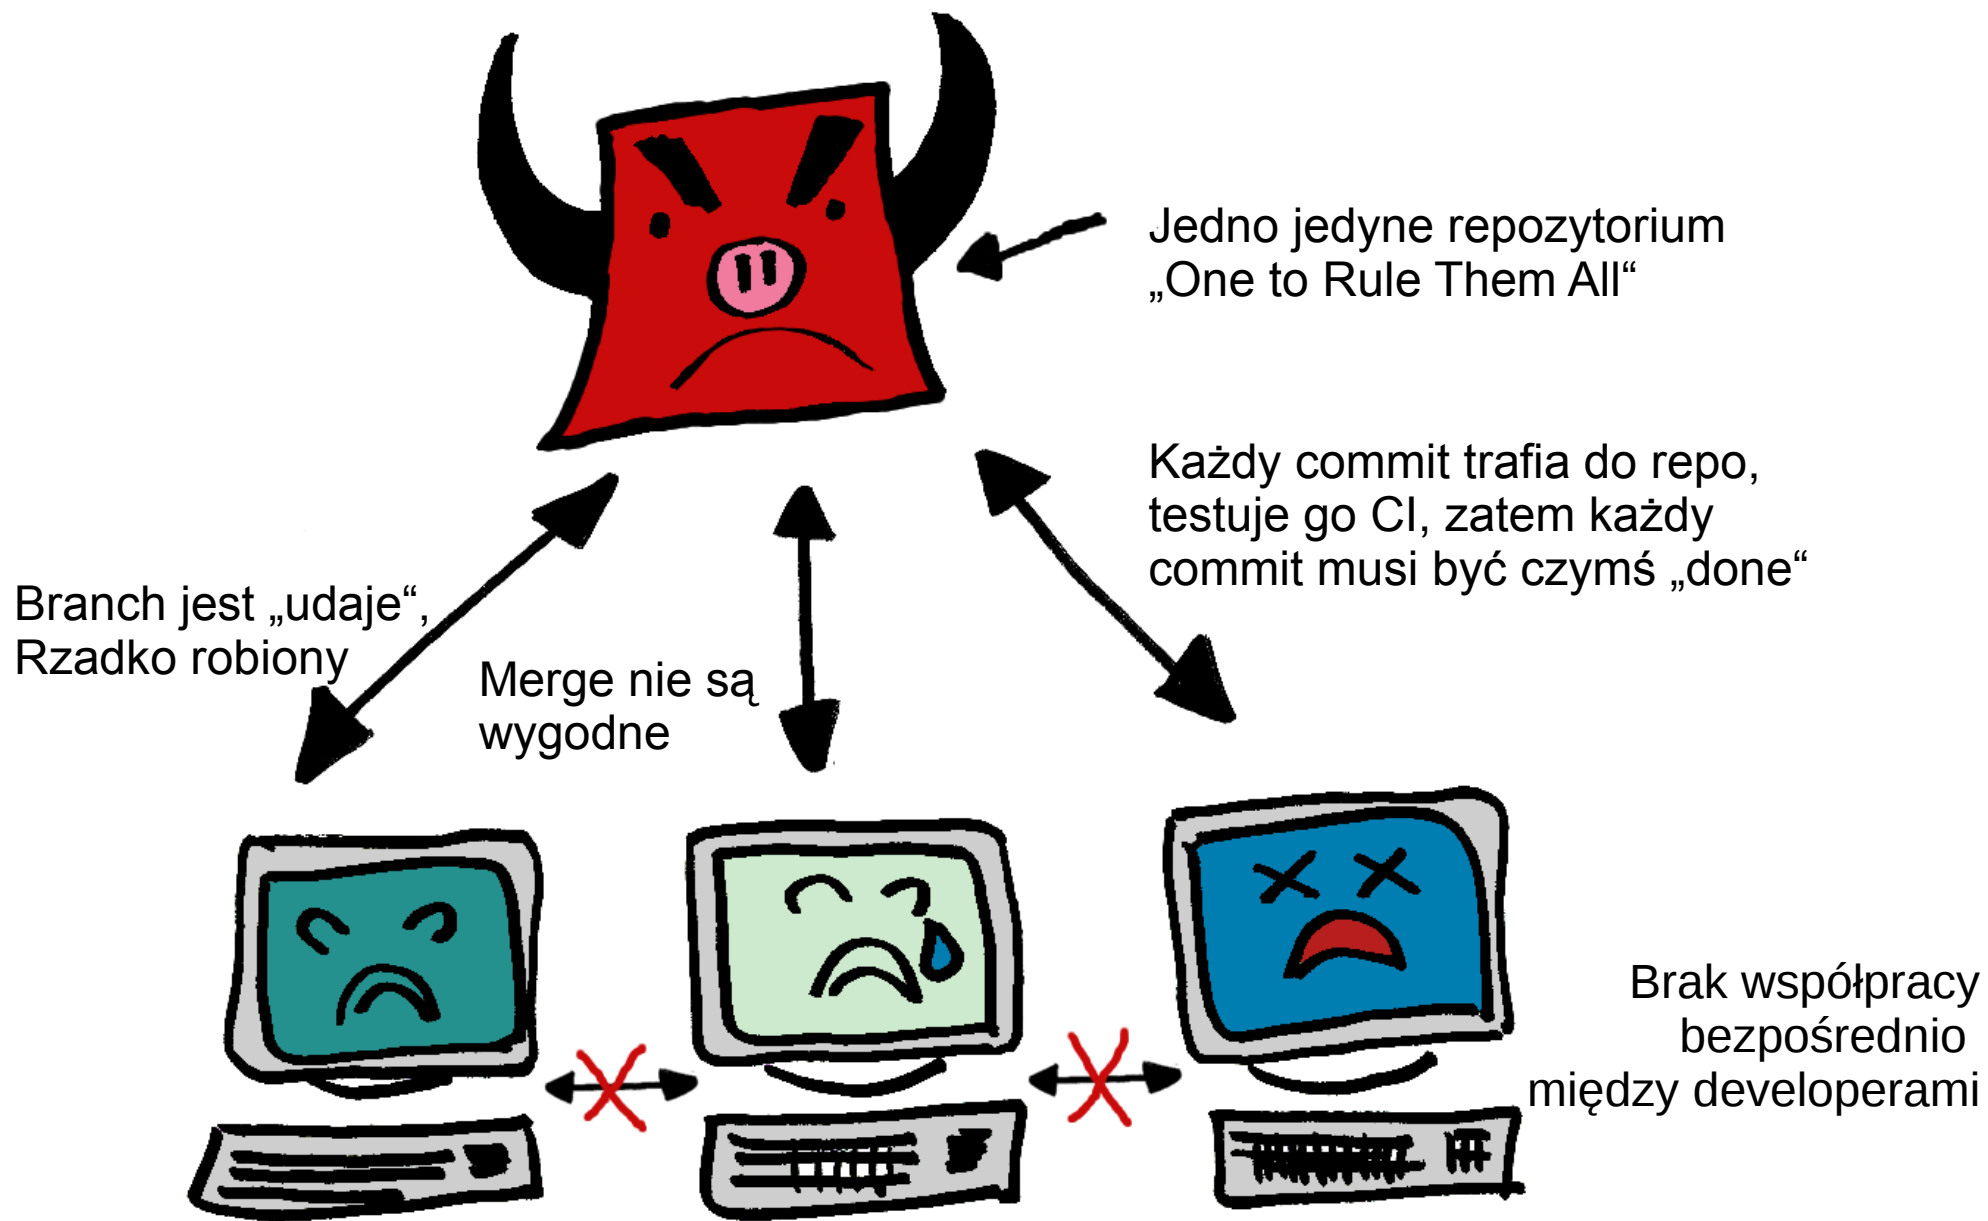 Jedno jedyne repozytorium
„One to Rule Them All“
Każdy commit trafia do repo,
testuje go CI, zatem każdy
commit musi być czymś „done“
Branch jest „udaje“,
Rzadko robiony
Merge nie są
wygodne
Brak współpracy
bezpośrednio
między developerami